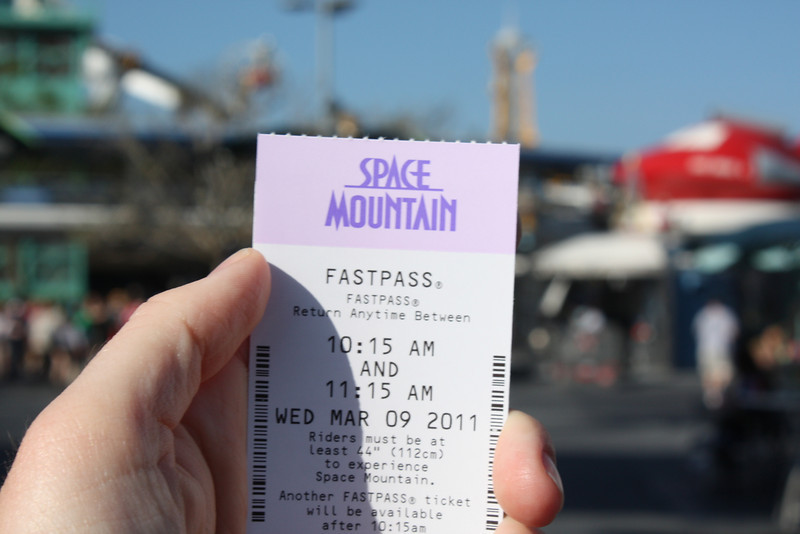 SPACE
MOUNTAIN
FASTPASS®
FASTPASS®
Return Anytime Between
10:15 AM
AND
11:15 AM
WED MAR 09 2011
Riders must be at
least 44" (112cm)
to experience
Space Mountain.
Another FASTPASS® ticket
will be available
after 10:15am